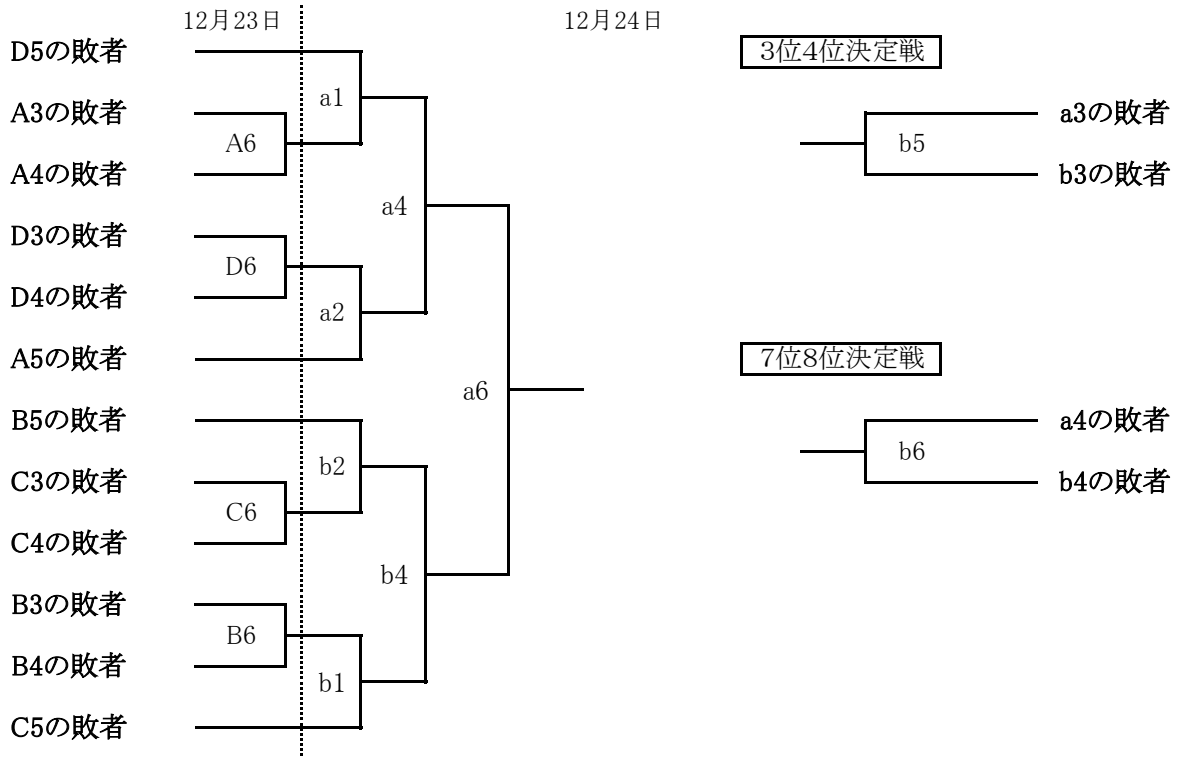 12月23日
12月24日
D5の敗者
A3の敗者
A4の敗者
D3の敗者
D4の敗者
A5の敗者
B5の敗者
C3の敗者
C4の敗者
B3の敗者
B4の敗者
C5の敗者
A6
D6
C6
B6
a1
a2
b2
b1
a4
b4
a6
3位4位決定戦
b5
a3の敗者
b3の敗者
7位8位決定戦
b6
a4の敗者
b4の敗者